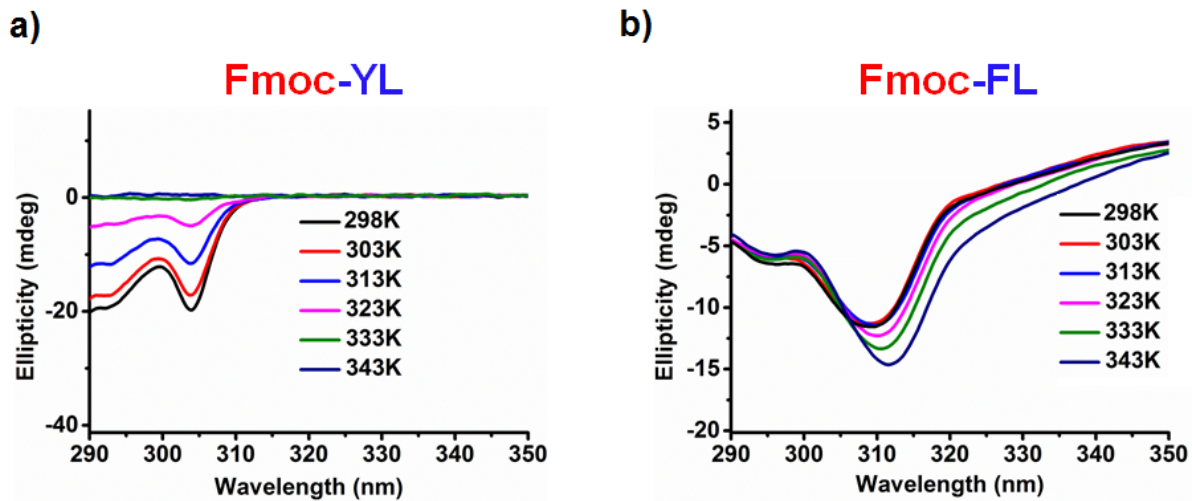 a)
Fmoc-YL
Ellipticity (mdeg)
0
-20
-40
298K
303K
313K
323K
333K
343K
290 300 310 320 330 340 350
Wavelength (nm)
b)
Fmoc-FL
Ellipticity (mdeg)
5
0
-5
-10
-15
-20
298K
303K
313K
323K
333K
343K
290 300 310 320 330 340 350
Wavelength (nm)